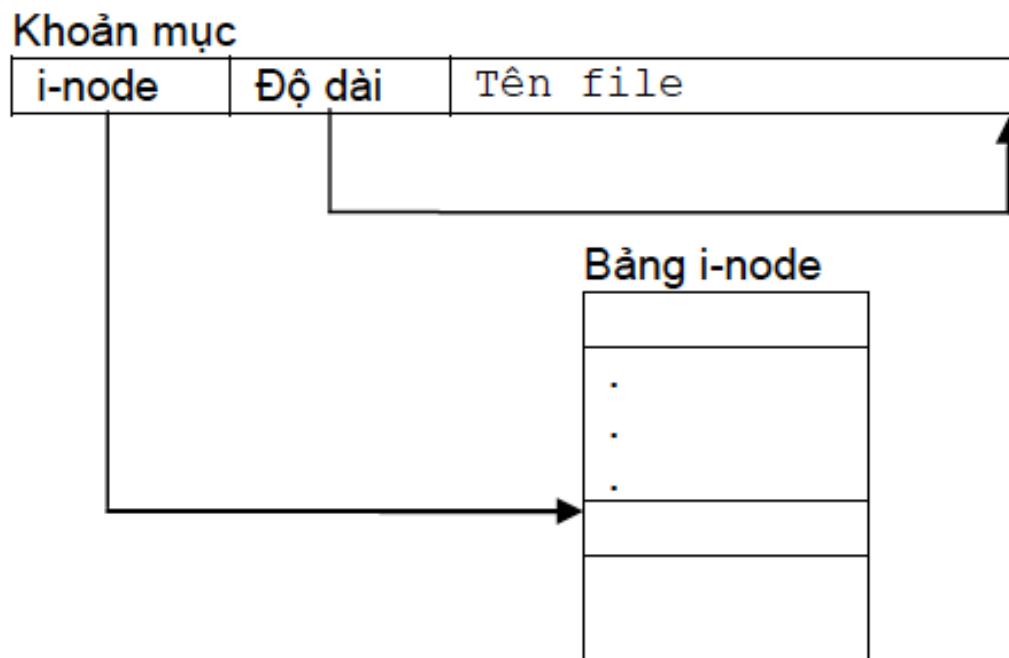 Khoản mục
i-node Độ dài Tên file
Bảng i-node
.
.
.